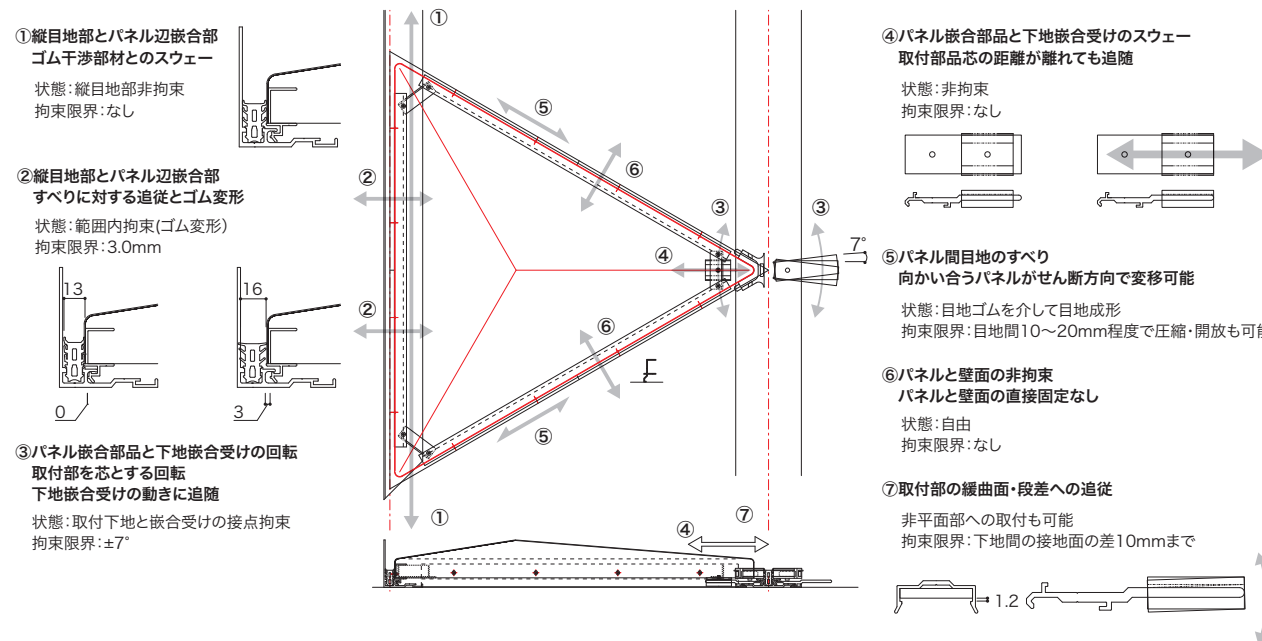 ①縦目地部とパネル辺嵌合部
ゴム干渉部材とのスウェー
状態：縦目地部非拘束
拘束限界：なし
②縦目地部とパネル辺嵌合部
すべりに対する追従とゴム変形
状態：範囲内拘束(ゴム変形)
拘束限界：3.0mm
13
0
16
3
③パネル嵌合部品と下地嵌合受けの回転
取付部を芯とする回転
下地嵌合受けの動きに追随
状態：取付下地と嵌合受けの接点拘束
拘束限界：±7°
①
⑤
⑥
②
③
③
7°
④
②
⑥
⑤
①
④
⑦
④パネル嵌合部品と下地嵌合受けのスウェー
取付部品芯の距離が離れても追随
状態：非拘束
拘束限界：なし
⑤パネル間目地のすべり
向かい合うパネルがせん断方向で変移可能
状態：目地ゴムを介して目地成形
拘束限界：目地間10〜20mm程度で圧縮・開放も可能
⑥パネルと壁面の非拘束
パネルと壁面の直接固定なし
状態：自由
拘束限界：なし
⑦取付部の緩曲面・段差への追従
非平面部への取付も可能
拘束限界：下地間の接地面の差10mmまで
1.2